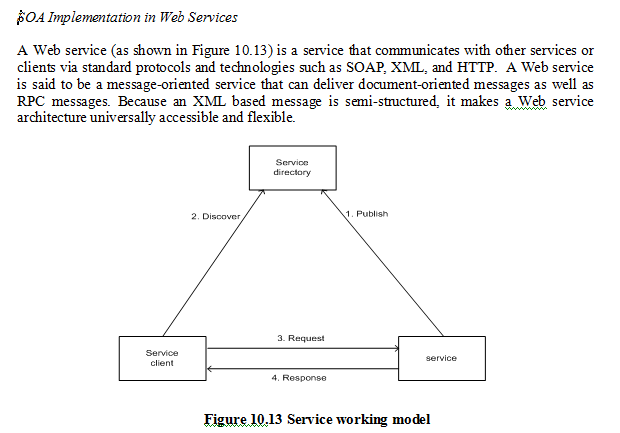 SOA Implementation in Web Services
A Web service (as shown in Figure 10.13) is a service that communicates with other services or
clients via standard protocols and technologies such as SOAP, XML, and HTTP. A Web service
is said to be a message-oriented service that can deliver document-oriented messages as well as
RPC messages. Because an XML based message is semi-structured, it makes a Web service
architecture universally accessible and flexible.
Service
directory
2. Discover
1. Publish
3. Request
Service
client
service
4. Response
Figure 10.13 Service working model